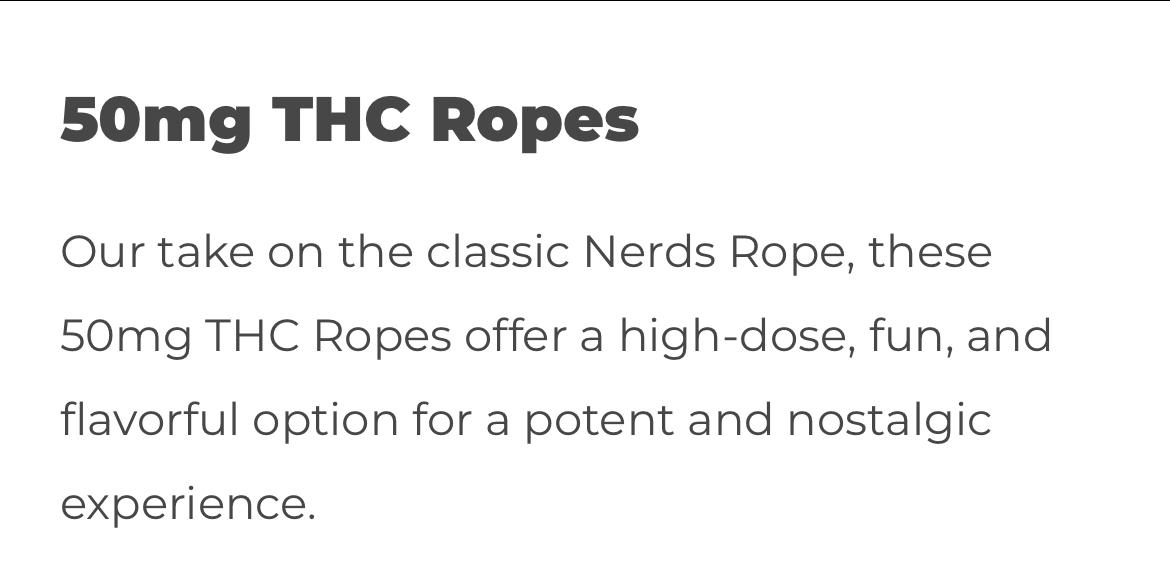 50mg THC Ropes
Our take on the classic Nerds Rope, these
50mg THC Ropes offer a high-dose, fun, and
flavorful option for a potent and nostalgic
experience.